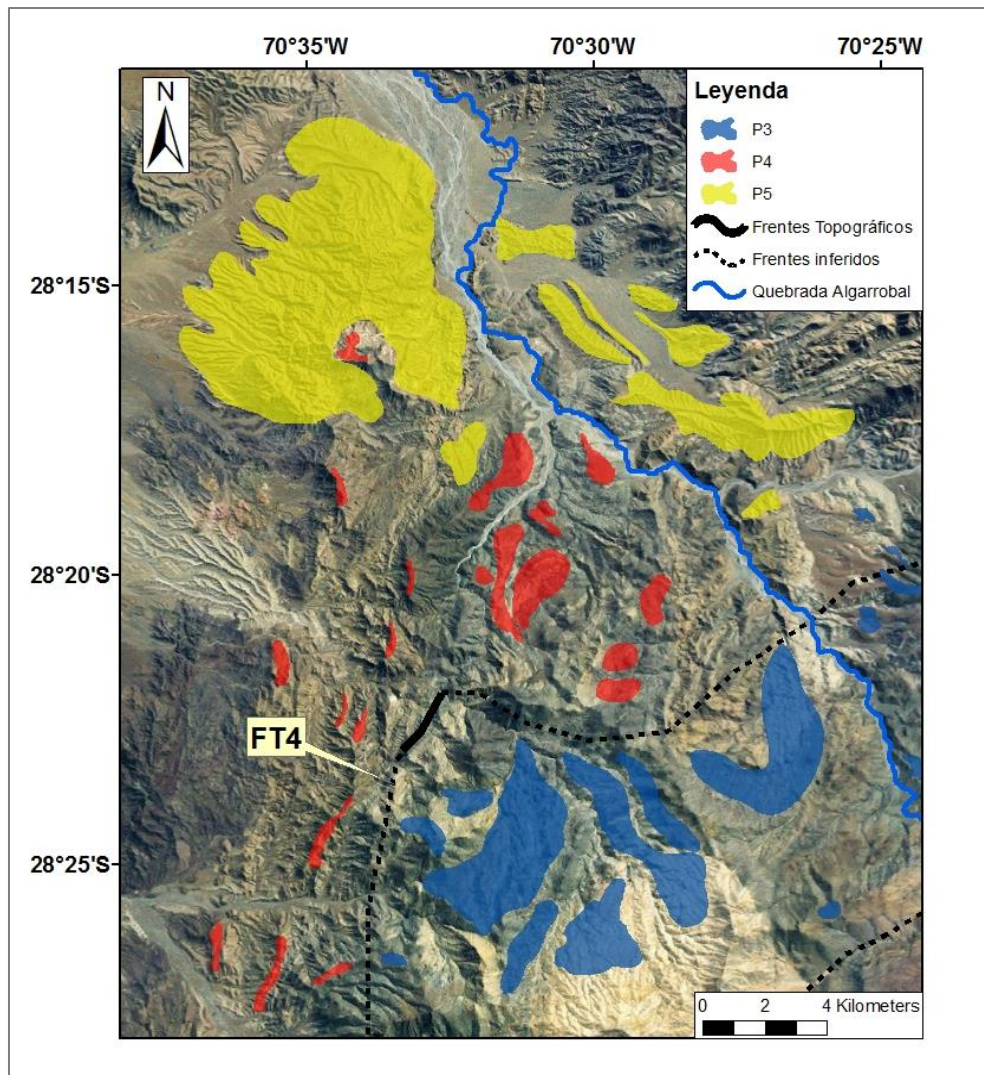 70°35'W 70°30'W 70°25'W
N
Leyenda
P3
P4
P5
Frentes Topográficos
Frentes inferidos
Quebrada Algarrobal
28°15'S
28°20'S
FT4
28°25'S
0 2 4 Kilometers